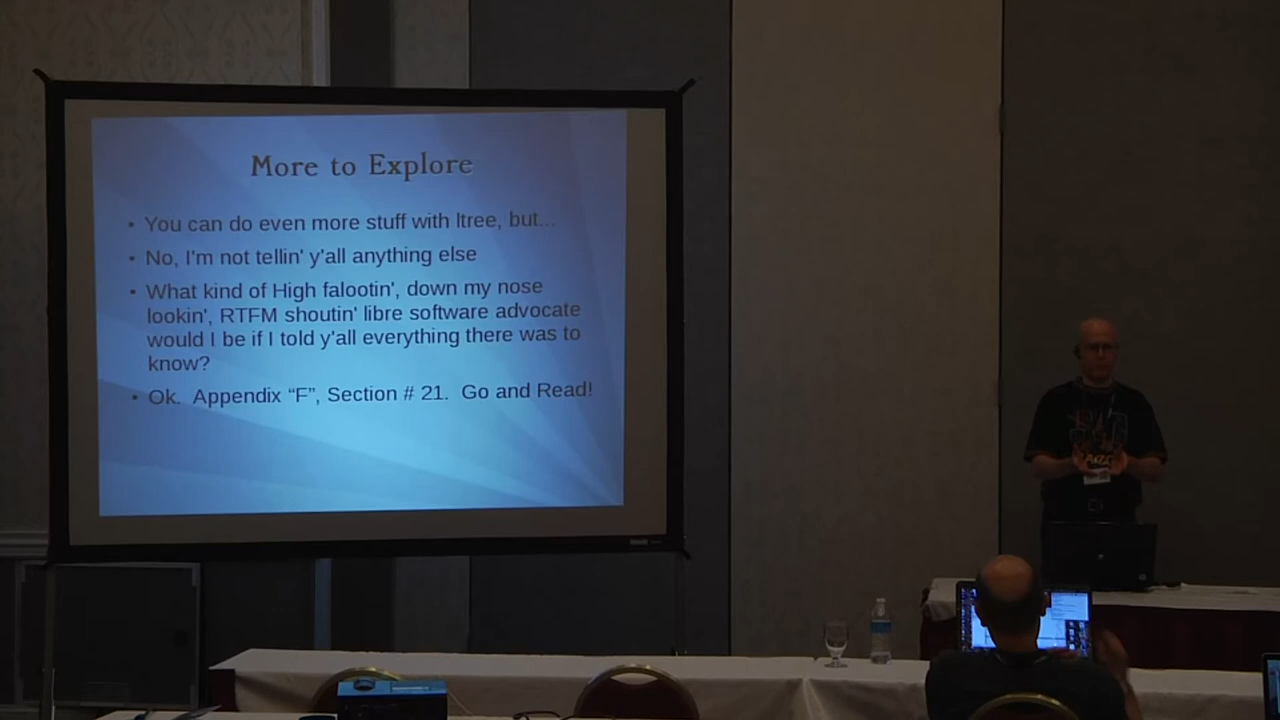 More to Explore
• You can do even more stuff with ltree, but...
• No, I'm not tellin' y'all anything else
• What kind of High falootin', down my nose
lookin', RTFM shoutin' libre software advocate
would I be if I told y'all everything there was to
know?
• Ok.  Appendix “F”, Section # 21.  Go and Read!